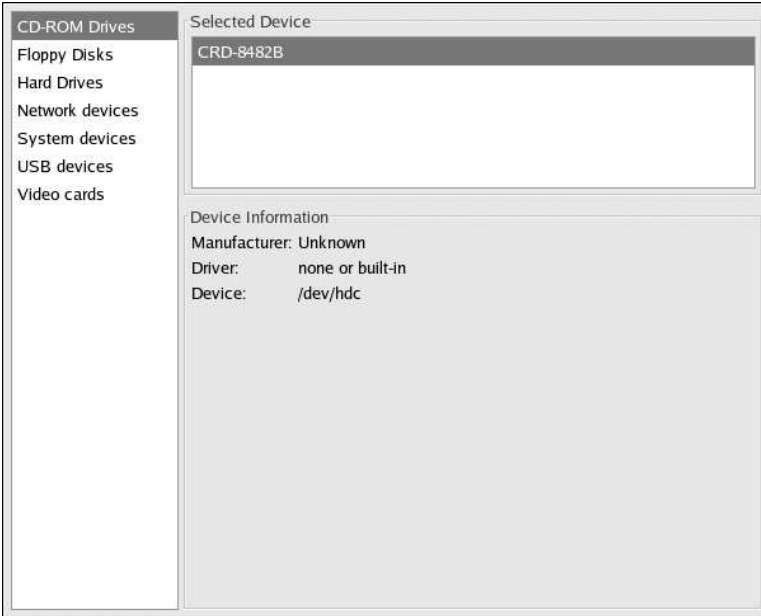 CD-ROM Drives
Floppy Disks
Hard Drives
Network devices
System devices
USB devices
Video cards
Selected Device
CRD-8482B
Device Information
Manufacturer: Unknown
Driver: none or built-in
Device: /dev/hdc